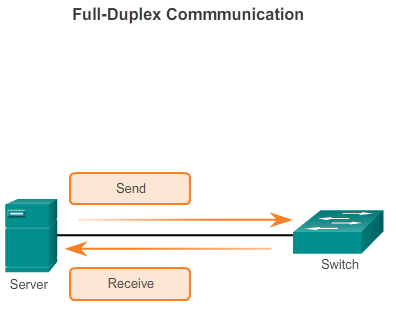 Full-Duplex Commmunication
Send
Switch
Server
Receive